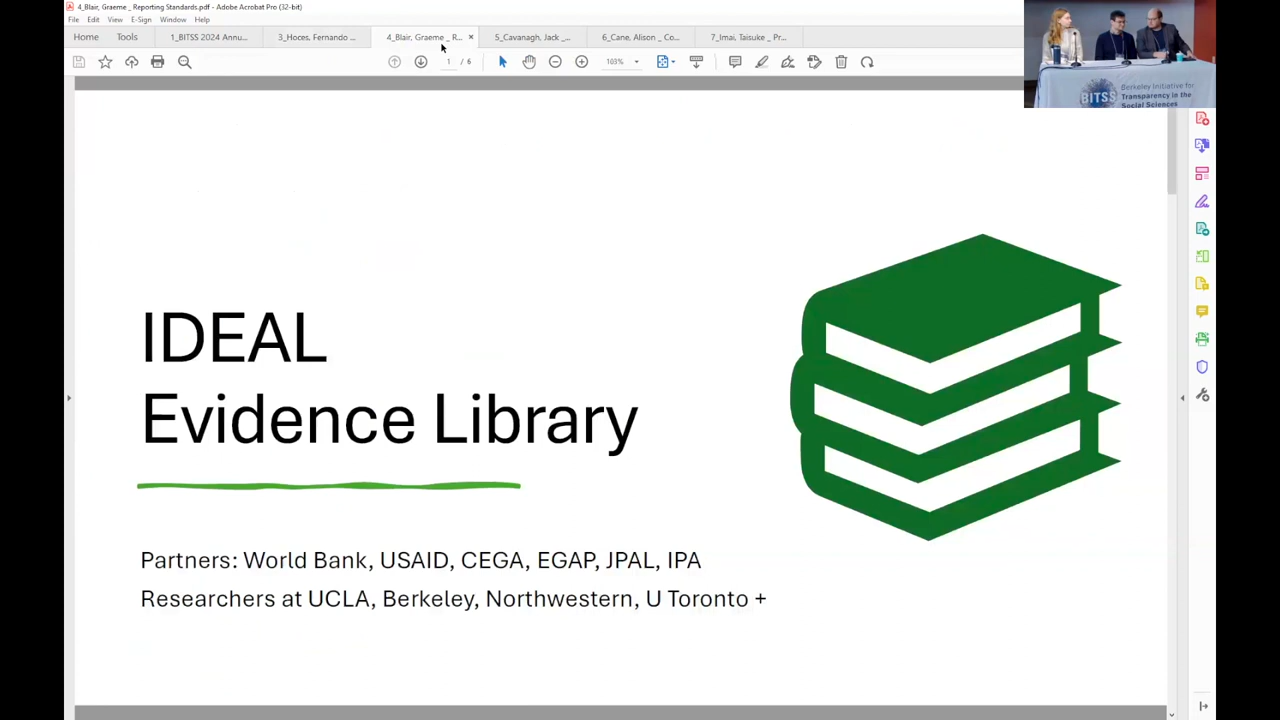 4_Blair, Graeme _ Reporting Standards.pdf - Adobe Acrobat Pro (32-bit)
File Edit View E-Sign Window Help
Home Tools 1_BITSS 2024 Annu... 3_Hoces, Fernando ... 4_Blair, Graeme _ R... 5_Cavanagh, Jack _... 6_Cane, Alison _ Co... 7_Imai, Taisuke _ Pr...
1 / 6 103%
BITSS
Berkeley Initiative for
Transparency in the
Social Sciences
IDEAL
Evidence Library
Partners: World Bank, USAID, CEGA, EGAP, JPAL, IPA
Researchers at UCLA, Berkeley, Northwestern, U Toronto +